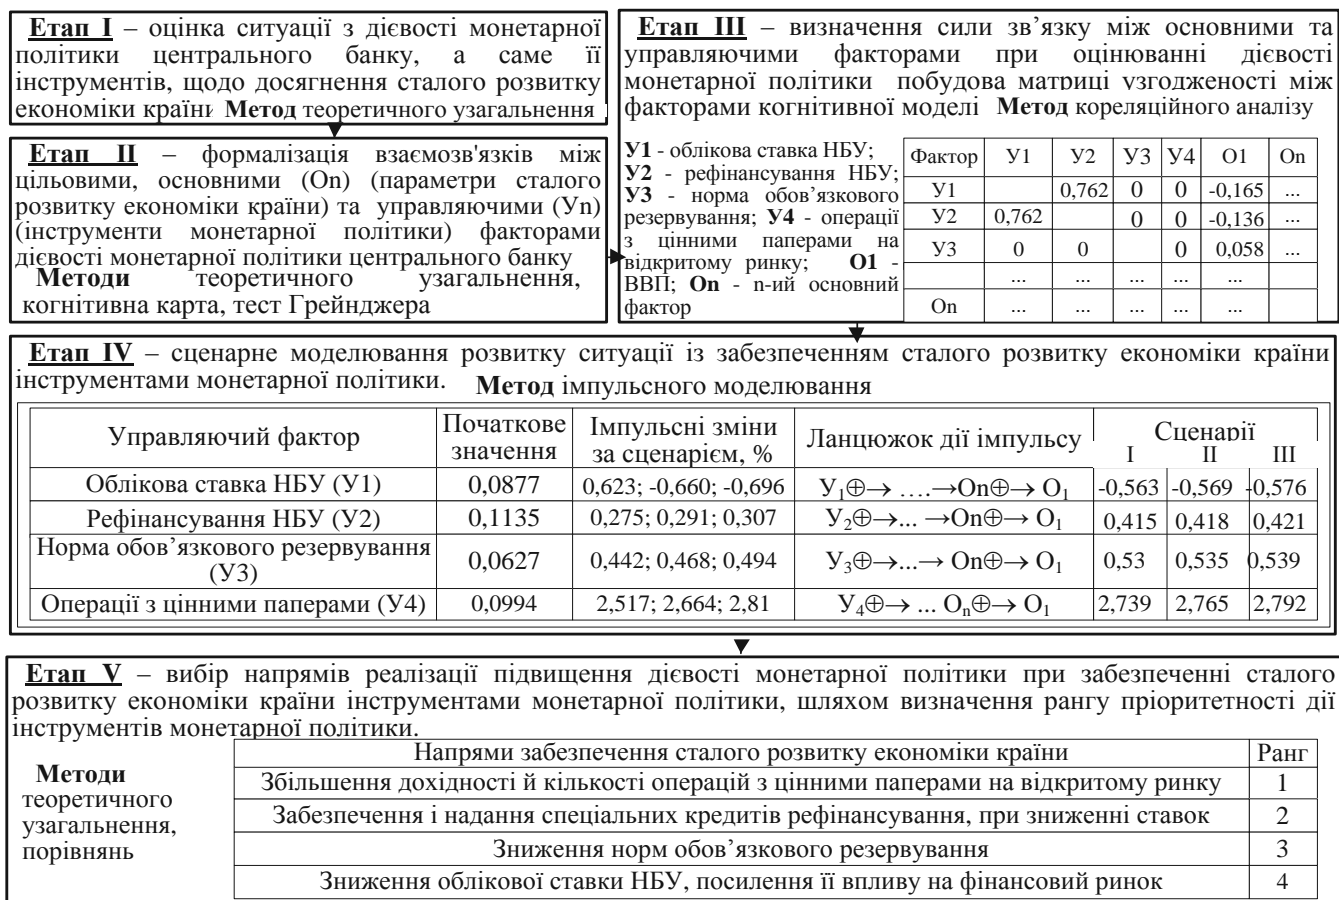 Етап I – оцінка ситуації з дієвості монетарної
політики центрального банку, а саме її
інструментів, щодо досягнення сталого розвитку
економіки країни Метод теоретичного узагальнення
Етап II – формалізація взаємозв'язків між
цільовими, основними (Оn) (параметри сталого
розвитку економіки країни) та управляючими (Уn)
(інструменти монетарної політики) факторами
дієвості монетарної політики центрального банку
Методи теоретичного узагальнення,
когнітивна карта, тест Грейнджера
Етап III – визначення сили зв’язку між основними та
управляючими факторами при оцінюванні дієвості
монетарної політики побудова матриці узгодженості між
факторами когнітивної моделі Метод кореляційного аналізу
У1 - облікова ставка НБУ;
У2 - рефінансування НБУ;
У3 - норма обов’язкового
резервування; У4 - операції
з цінними паперами на
відкритому ринку; О1 -
ВВП; Оn - n-ий основний
фактор
Фактор У1 У2 У3 У4 О1 Оn
У1 0,762 0 0 -0,165 ...
У2 0,762 0 0 -0,136 ...
У3 0 0 0 0,058 ...
... ... ... ... ...
Оn ... ... ... ... ...
Етап IV – сценарне моделювання розвитку ситуації із забезпеченням сталого розвитку економіки країни
інструментами монетарної політики. Метод імпульсного моделювання
Управляючий фактор Початкове значення Імпульсні зміни за сценарієм, % Ланцюжок дії імпульсу Сценарії
I II III
Облікова ставка НБУ (У1) 0,0877 0,623; -0,660; -0,696 У₁⊕→ ….→Оn⊕→ О₁ -0,563 -0,569 -0,576
Рефінансування НБУ (У2) 0,1135 0,275; 0,291; 0,307 У₂⊕→... →Оn⊕→ О₁ 0,415 0,418 0,421
Норма обов’язкового резервування
(У3) 0,0627 0,442; 0,468; 0,494 У₃⊕→...→ Оn⊕→ О₁ 0,53 0,535 0,539
Операції з цінними паперами (У4) 0,0994 2,517; 2,664; 2,81 У₄⊕→ ... Оₙ⊕→ О₁ 2,739 2,765 2,792
Етап V – вибір напрямів реалізації підвищення дієвості монетарної політики при забезпеченні сталого
розвитку економіки країни інструментами монетарної політики, шляхом визначення рангу пріоритетності дії
інструментів монетарної політики.
Методи
теоретичного
узагальнення,
порівнянь
Напрями забезпечення сталого розвитку економіки країни Ранг
Збільшення дохідності й кількості операцій з цінними паперами на відкритому ринку 1
Забезпечення і надання спеціальних кредитів рефінансування, при зниженні ставок 2
Зниження норм обов’язкового резервування 3
Зниження облікової ставки НБУ, посилення її впливу на фінансовий ринок 4